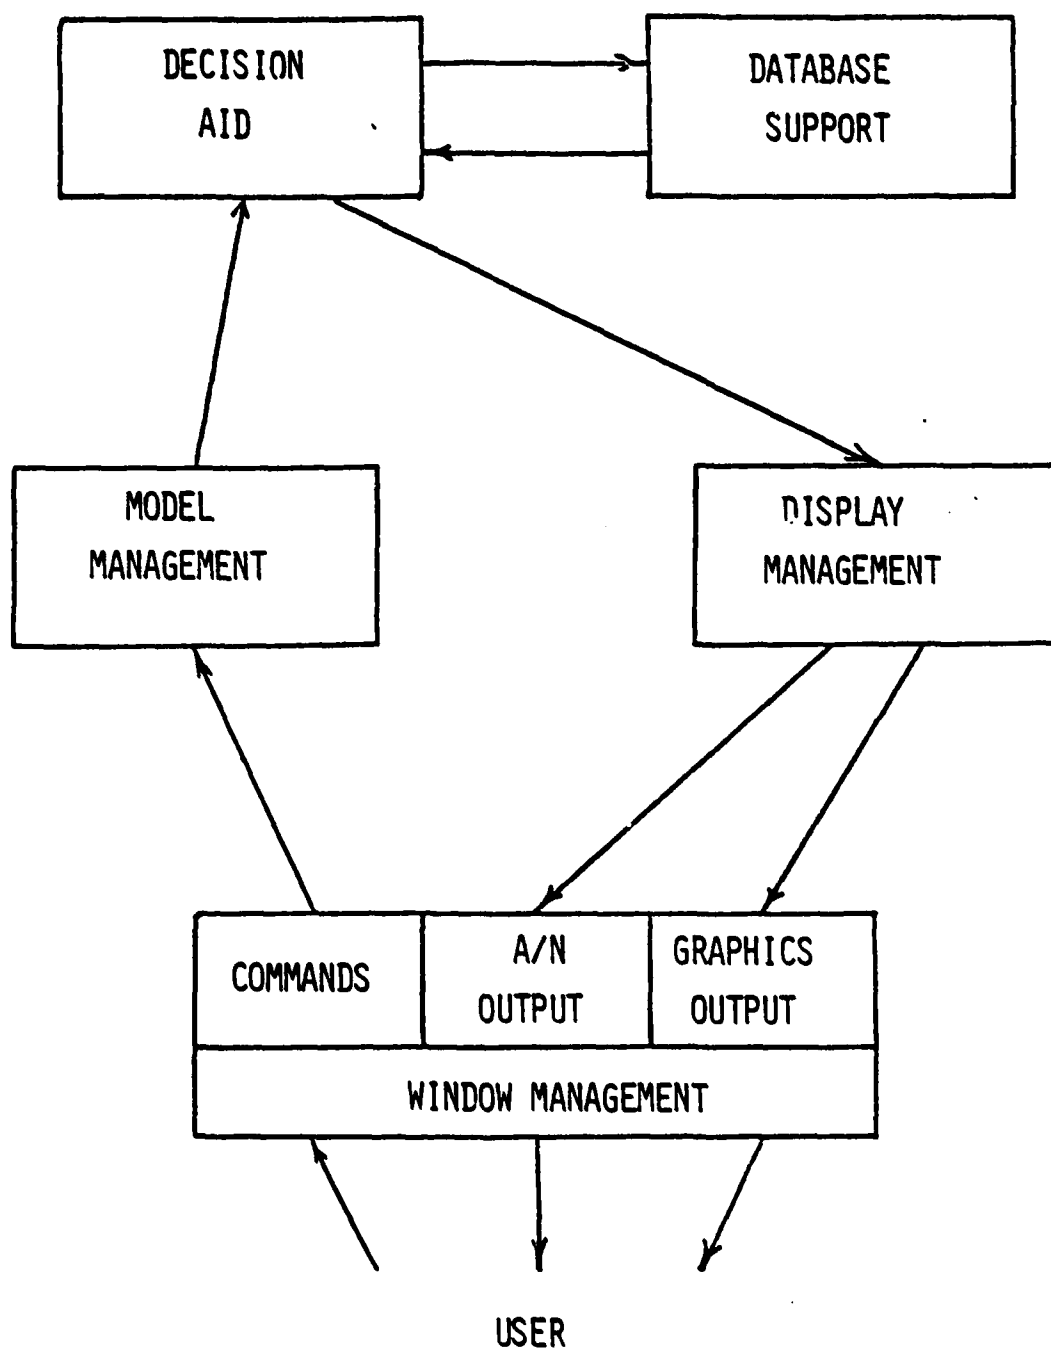 DECISION
AID
DATABASE
SUPPORT
MODEL
MANAGEMENT
DISPLAY
MANAGEMENT
COMMANDS
A/N
OUTPUT
GRAPHICS
OUTPUT
WINDOW MANAGEMENT
USER